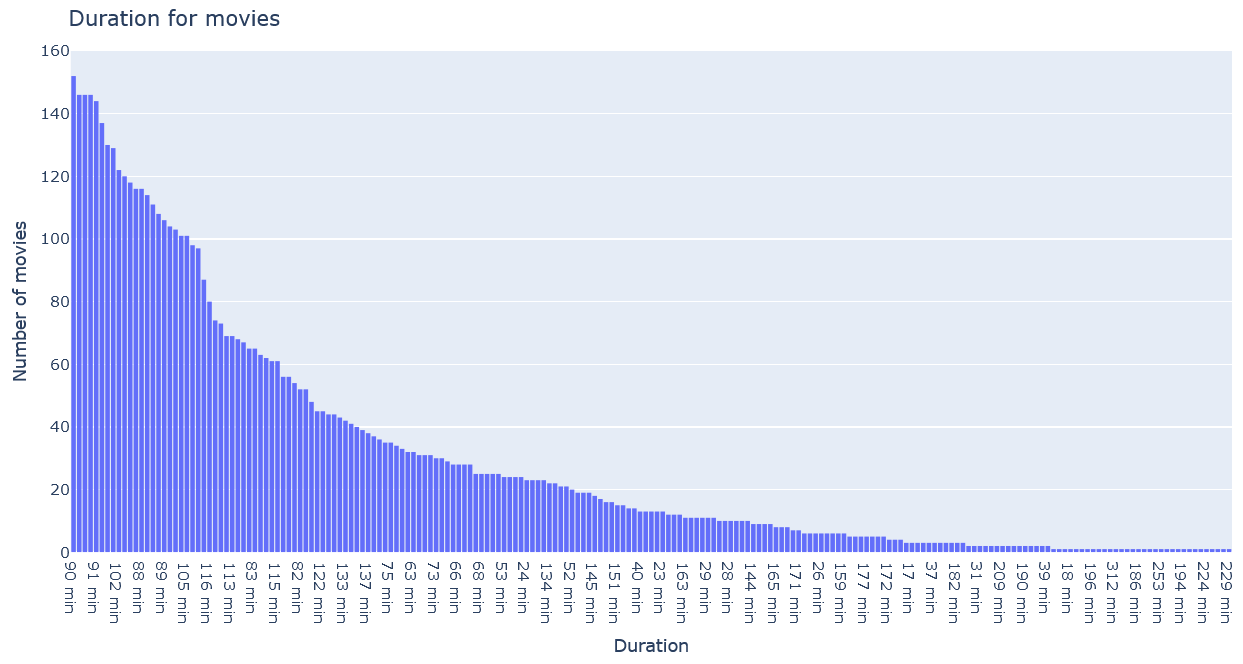 Duration for movies
160
140
120
100
80
60
40
20
0
Number of movies
90 min
91 min
102 min
88 min
89 min
105 min
116 min
113 min
83 min
115 min
82 min
122 min
133 min
137 min
75 min
63 min
73 min
66 min
68 min
53 min
24 min
134 min
52 min
145 min
151 min
40 min
23 min
163 min
29 min
28 min
144 min
165 min
171 min
26 min
159 min
177 min
172 min
17 min
37 min
182 min
31 min
209 min
190 min
39 min
18 min
196 min
312 min
186 min
253 min
194 min
224 min
229 min
Duration